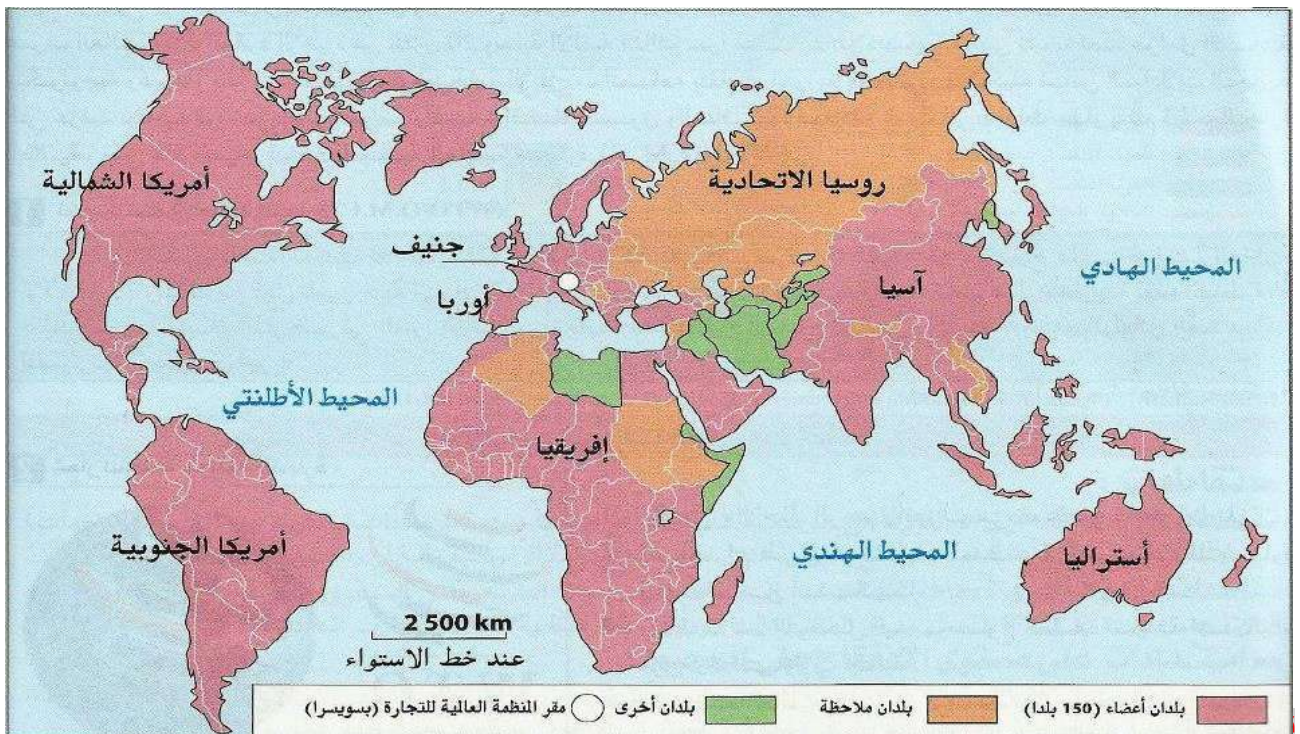 أمريكا الشمالية
روسيا الاتحادية
جنيف
أوربا
آسيا
المحيط الهادي
المحيط الأطلنتي
إفريقيا
أمريكا الجنوبية
المحيط الهندي
أستراليا
2 500 km
عند خط الاستواء
بلدان أعضاء (150 بلدا)
بلدان ملاحظة
بلدان أخرى
مقر المنظمة العالمية للتجارة (بسويسرا)